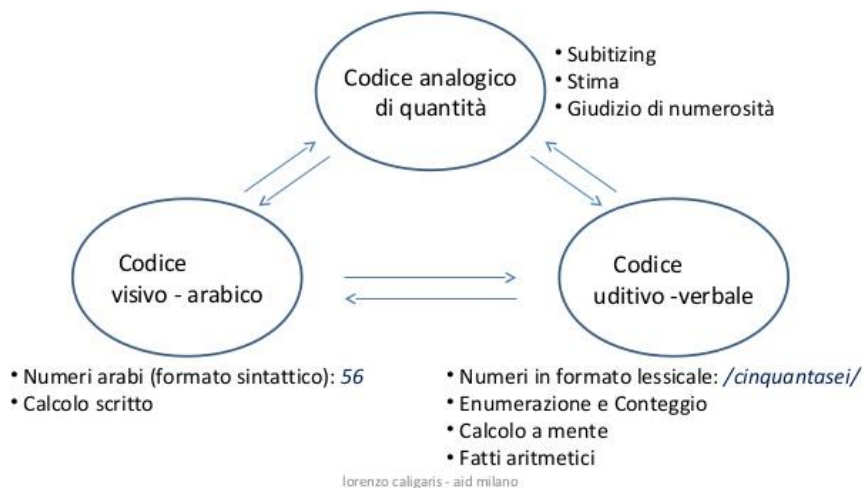 Codice analogico
di quantità
• Subitizing
• Stima
• Giudizio di numerosità
Codice
visivo - arabico
Codice
uditivo -verbale
• Numeri arabi (formato sintattico): 56
• Calcolo scritto
• Numeri in formato lessicale: /cinquantasei/
• Enumerazione e Conteggio
• Calcolo a mente
• Fatti aritmetici
lorenzo caligaris - aid milano